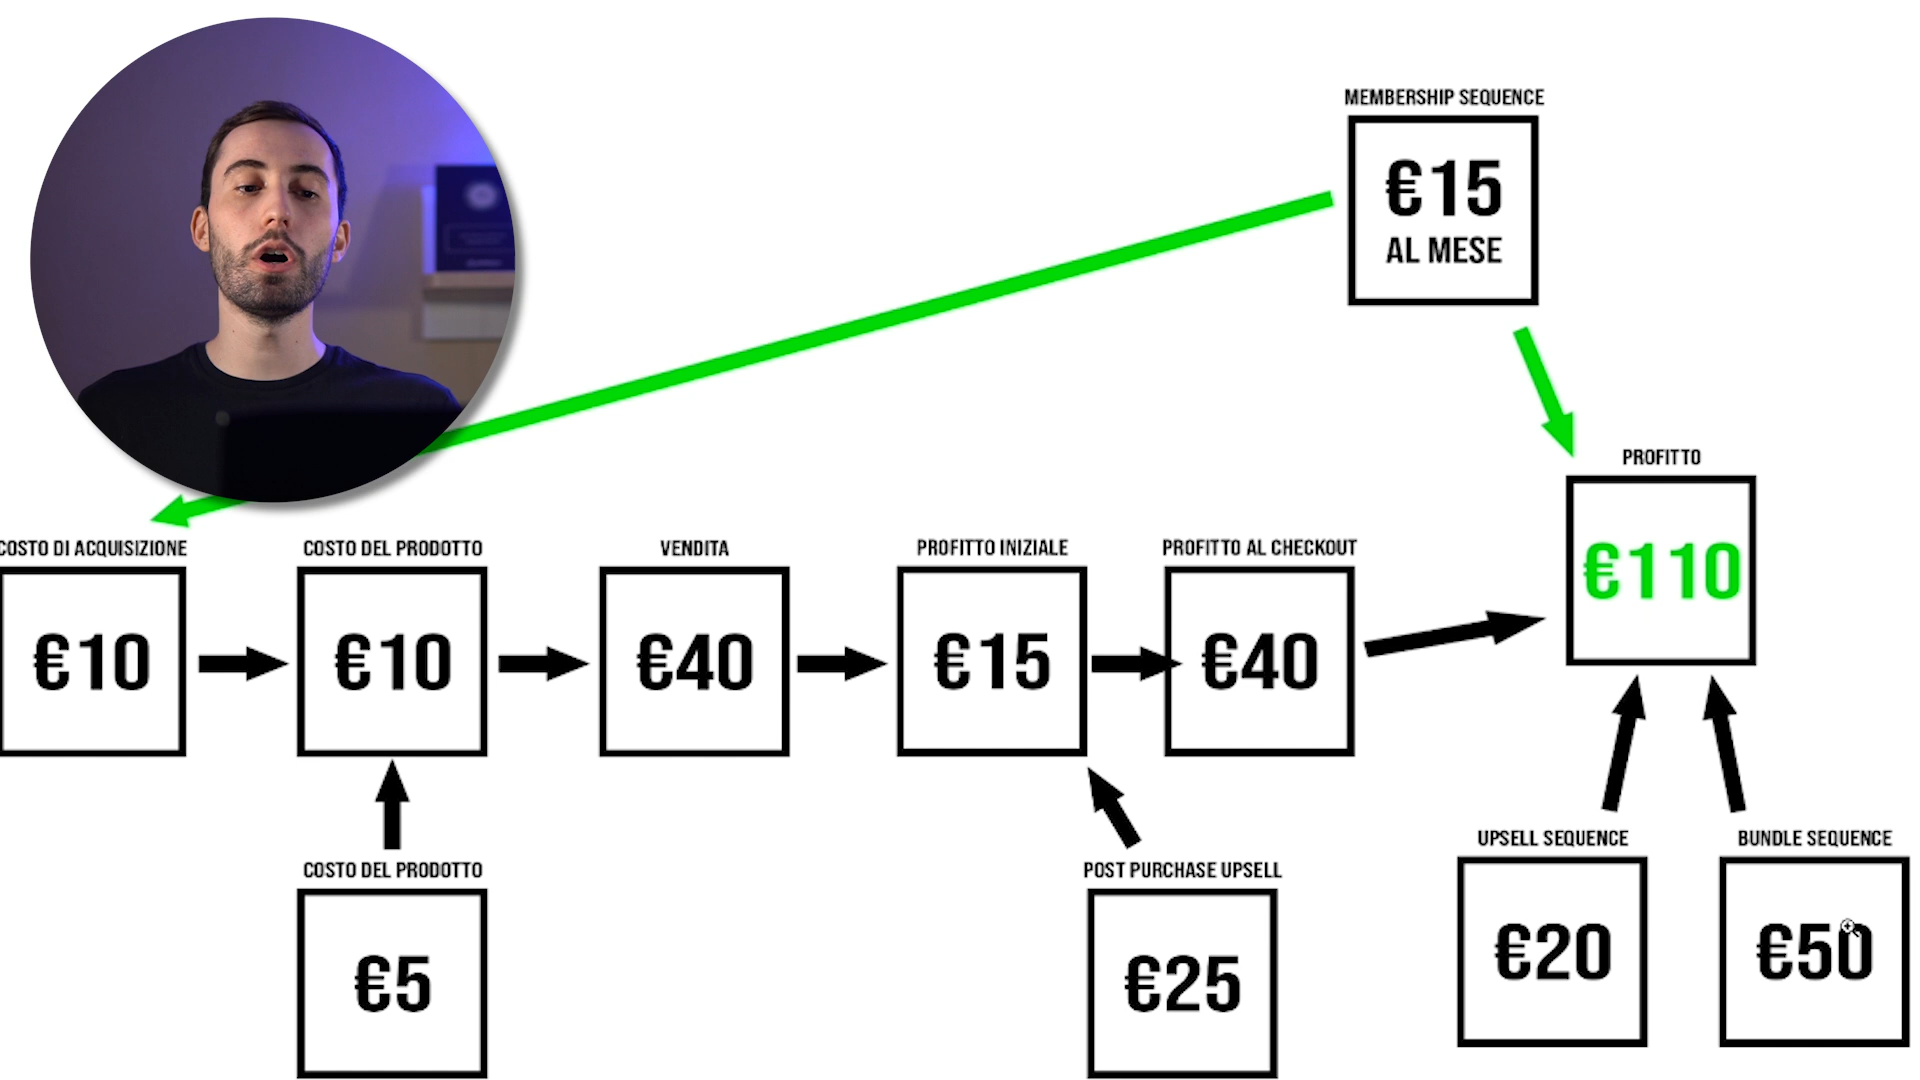 MEMBERSHIP SEQUENCE
€15
AL MESE
PROFITTO
€110
COSTO DI ACQUISIZIONE
€10
COSTO DEL PRODOTTO
€10
VENDITA
€40
PROFITTO INIZIALE
€15
PROFITTO AL CHECKOUT
€40
COSTO DEL PRODOTTO
€5
POST PURCHASE UPSELL
€25
UPSELL SEQUENCE
€20
BUNDLE SEQUENCE
€50